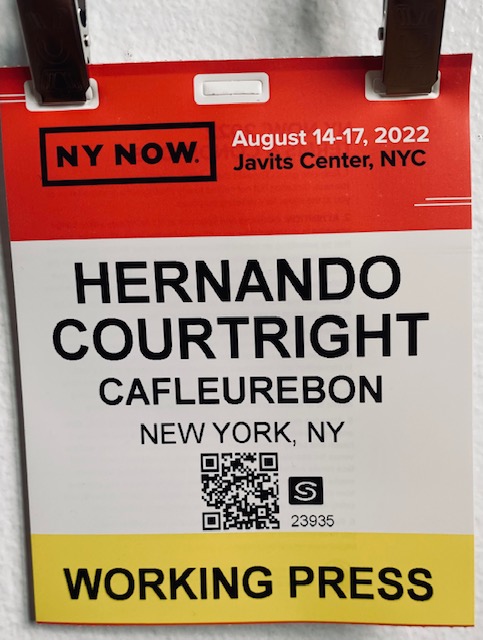 NY NOW.
August 14-17, 2022
Javits Center, NYC
HERNANDO
COURTRIGHT
CAFLEUREBON
NEW YORK, NY
S
23935
WORKING PRESS